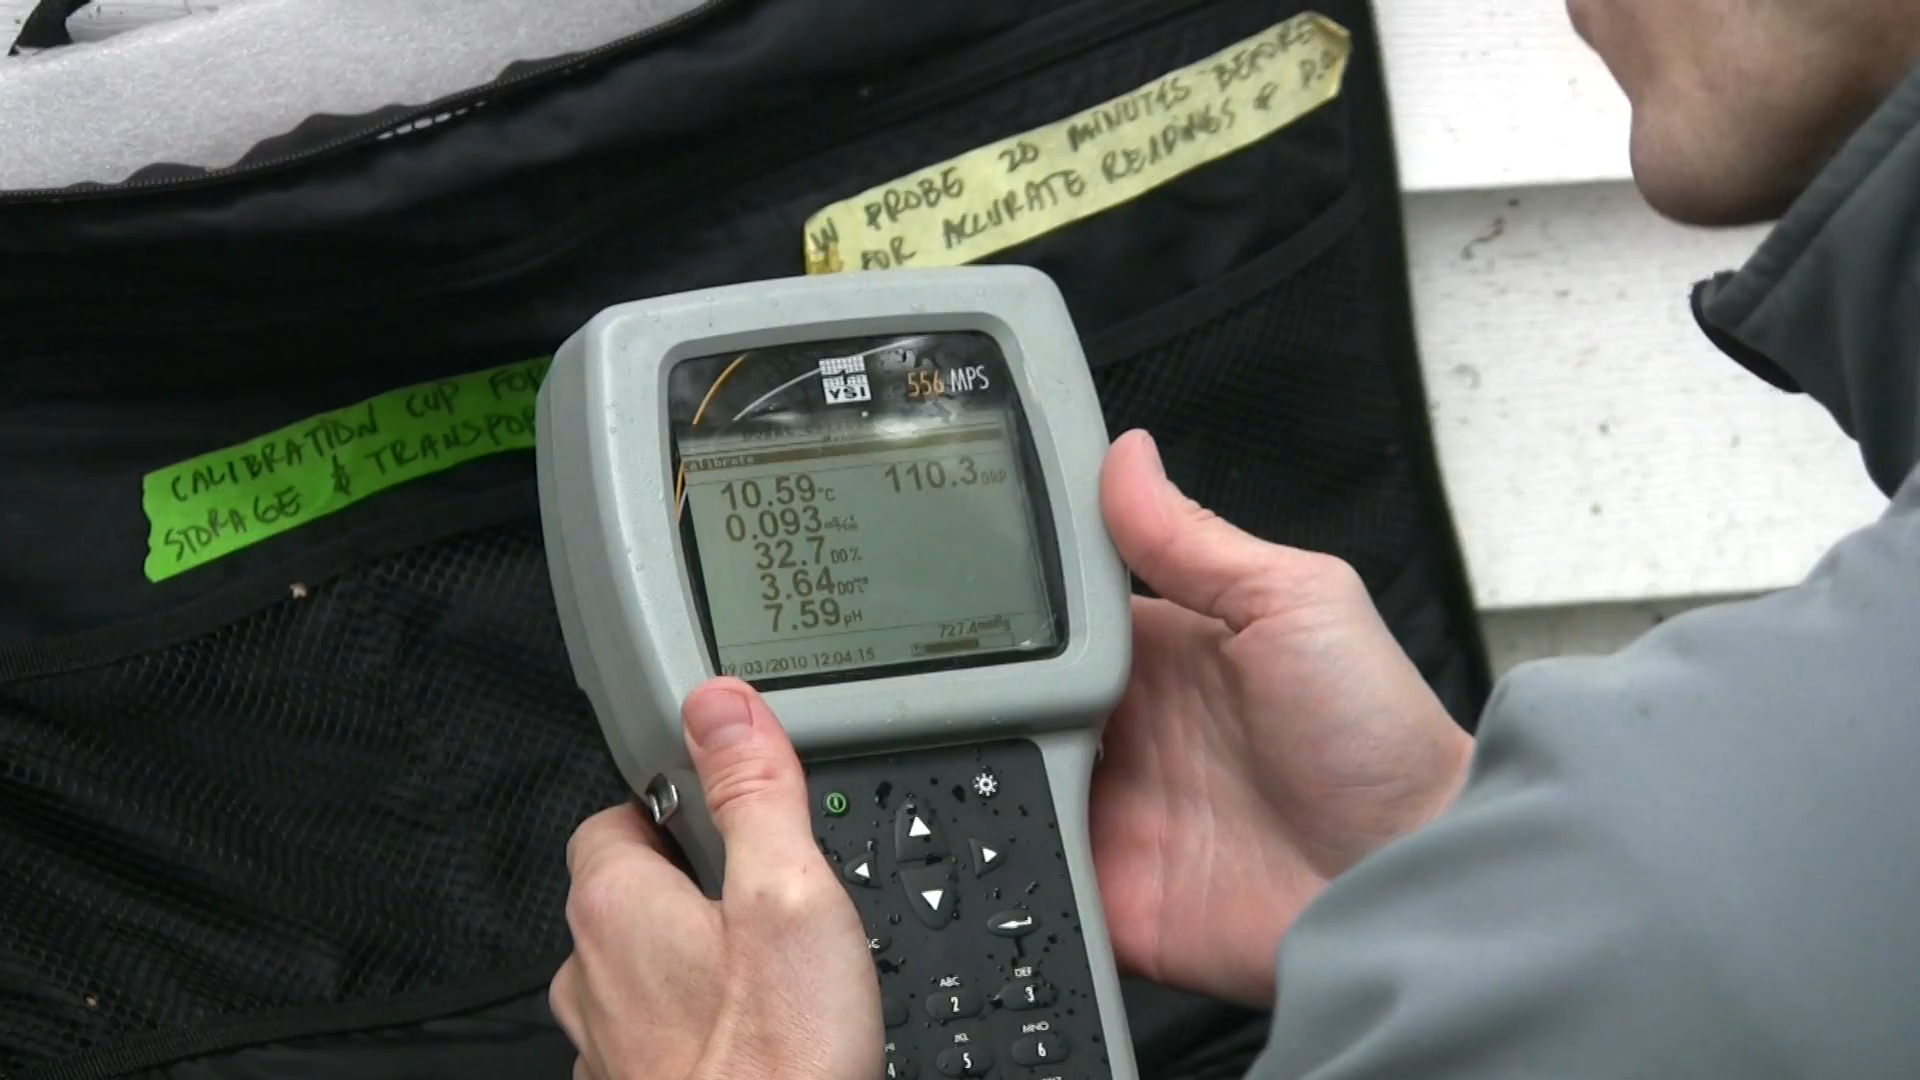 W PROBE 20 MINUTES BEFORE
FOR ACCURATE READINGS & D.O
CALIBRATION CUP FOR
STORAGE & TRANSPOR
YSI
556 MPS
Calibrate
10.59°C
110.3 ORP
0.093
32.7 DO %
3.64 DO
7.59 pH
727.4mmHg
09/03/2010 12:04:15
ABC
DEF
2
3
JKL
MNO
4
5
6